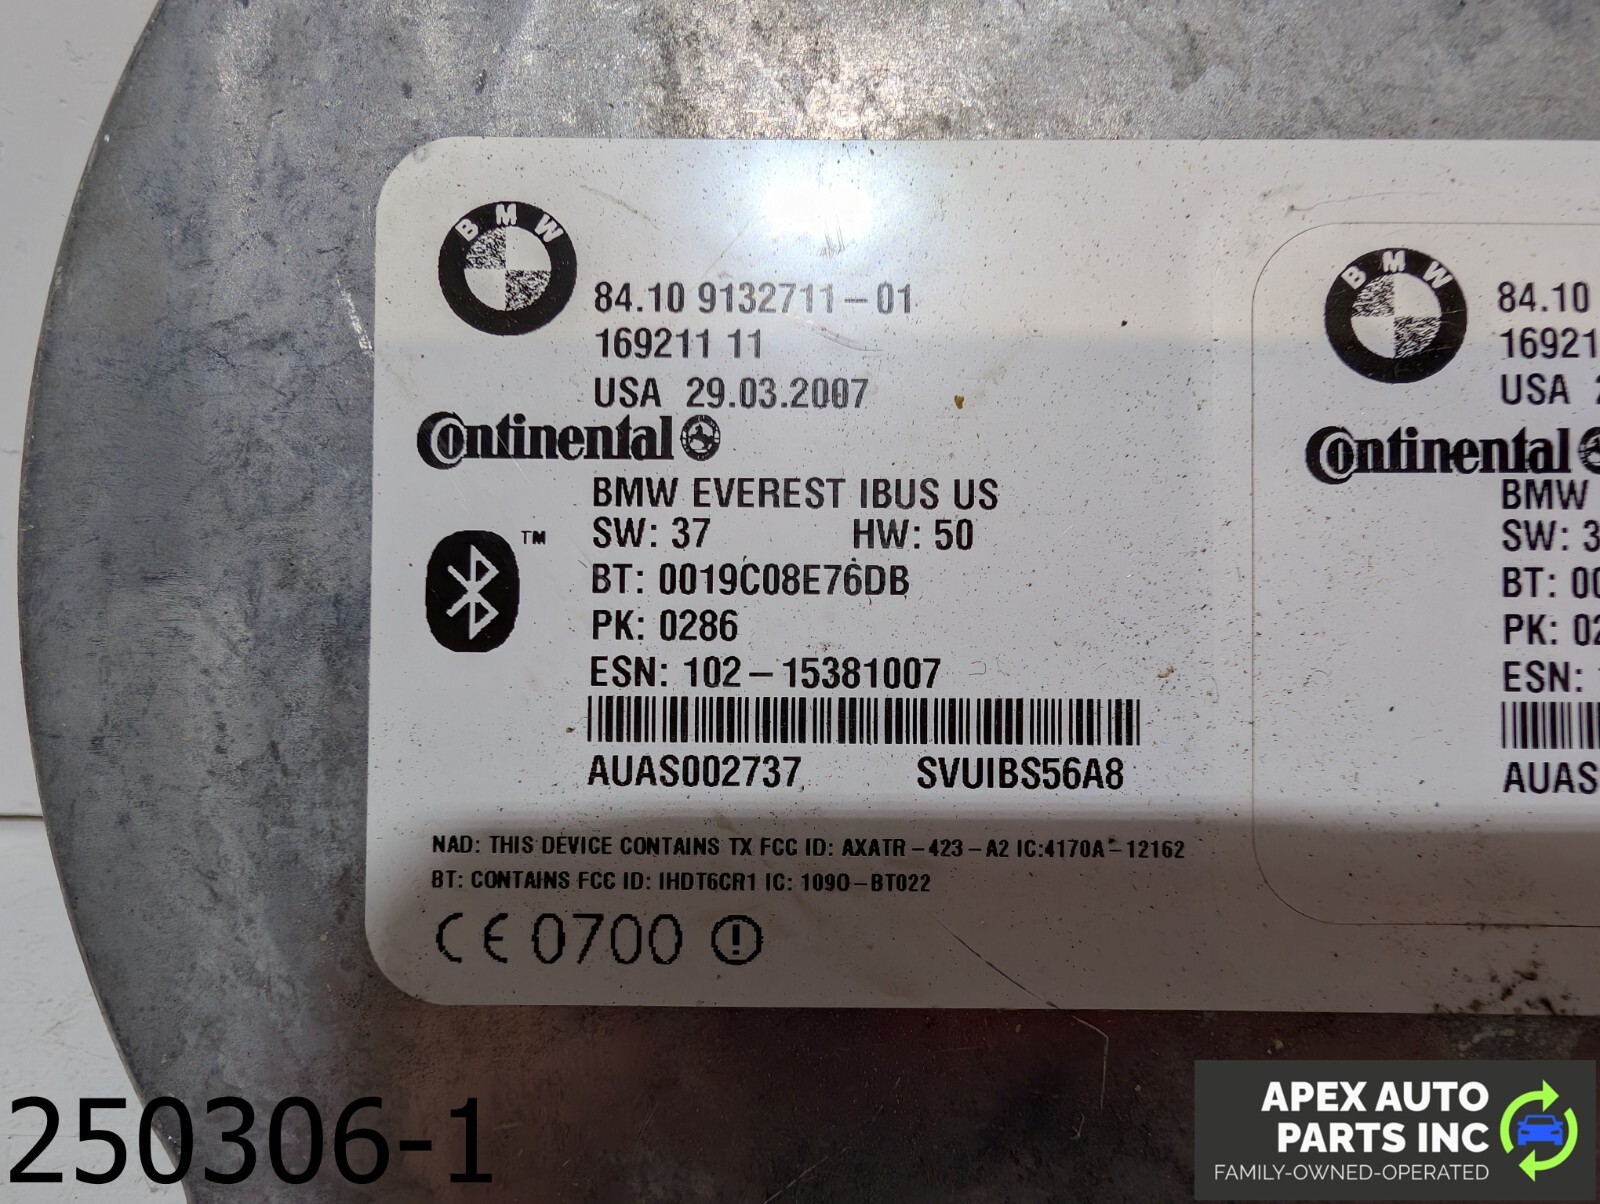 BMW
84.10 9132711-01
169211 11
USA 29.03.2007
Continental
BMW EVEREST IBUS US
SW: 37 HW: 50
™
BT: 0019C08E76DB
PK: 0286
ESN: 102-15381007
AUAS002737 SVUIBS56A8
NAD: THIS DEVICE CONTAINS TX FCC ID: AXATR-423-A2 IC:4170A-12162
BT: CONTAINS FCC ID: IHDT6CR1 IC: 1090-BT022
CE 0700
BMW
84.10
16921
USA
Continental
BMW
SW: 3
BT: 00
PK: 02
ESN:
AUAS
250306-1
APEX AUTO
PARTS INC
FAMILY-OWNED-OPERATED